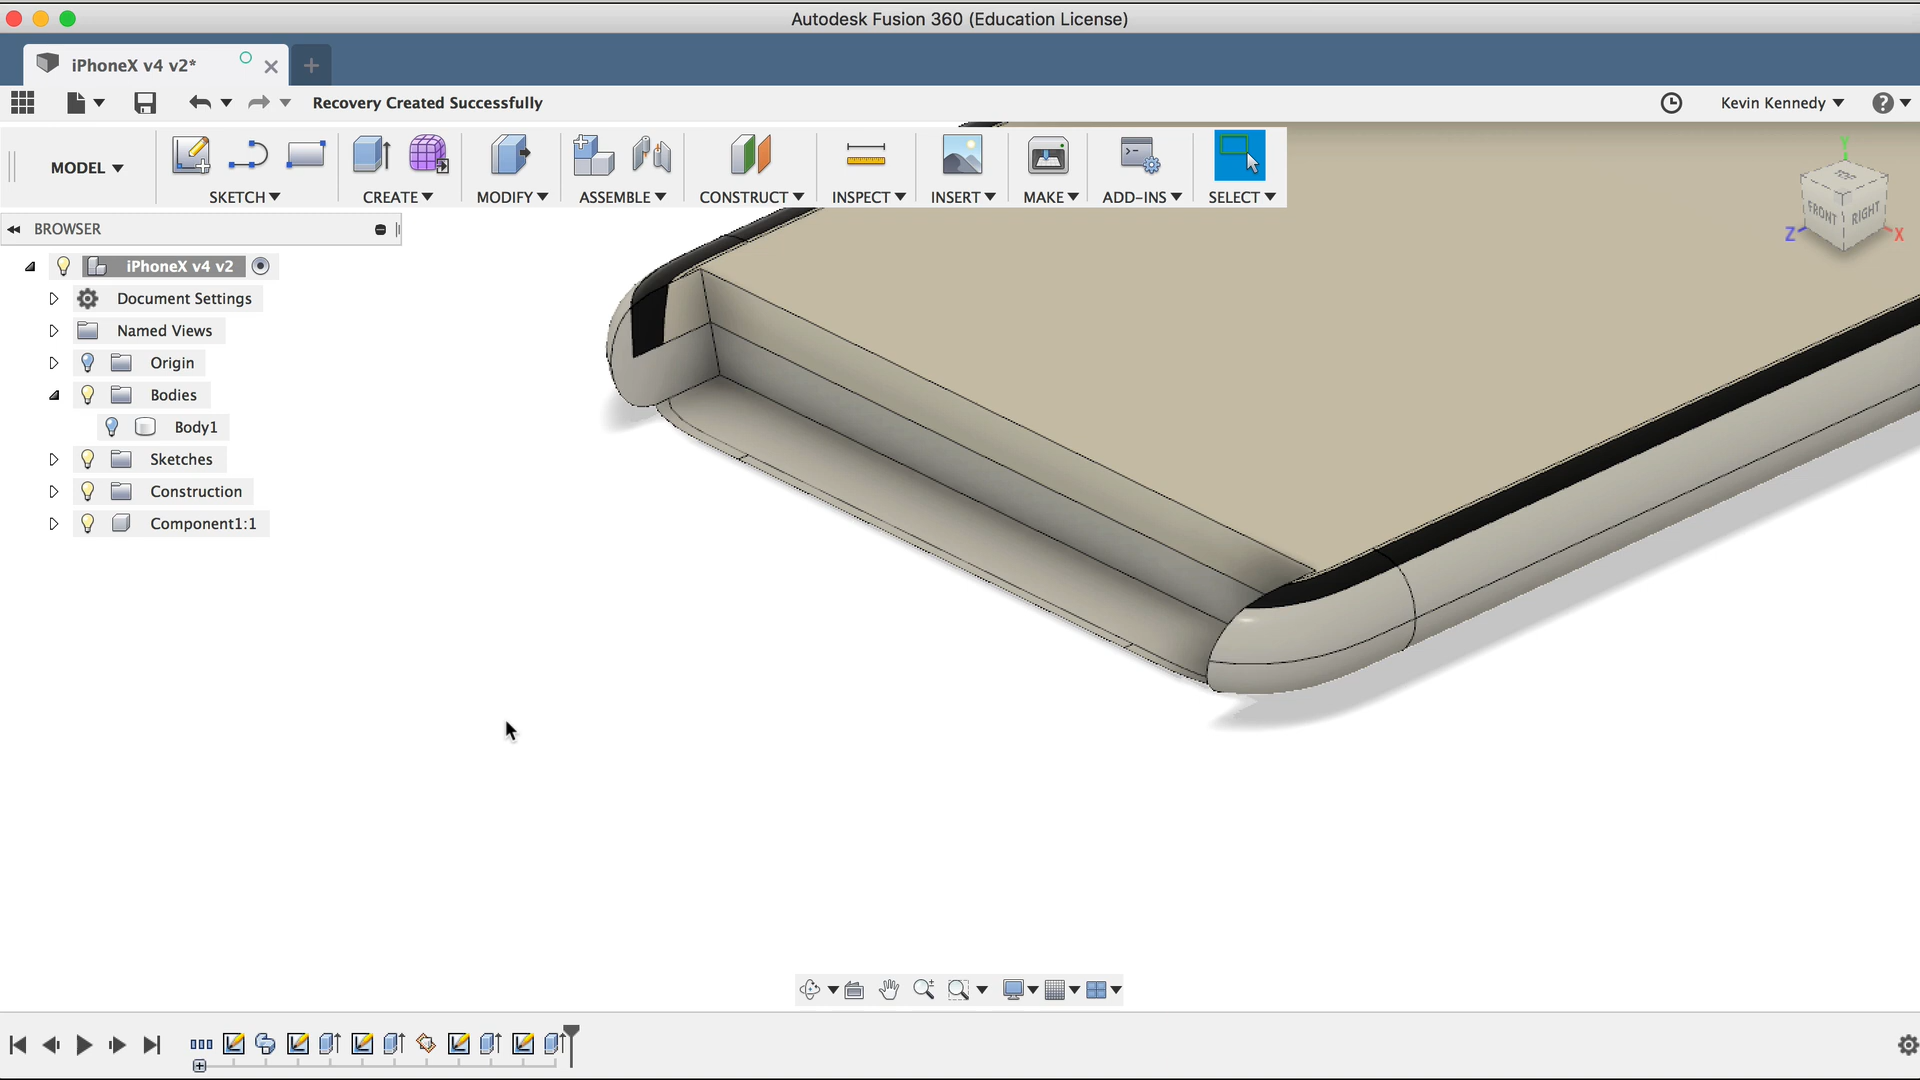 Autodesk Fusion 360 (Education License)
iPhoneX v4 v2*
Recovery Created Successfully
Kevin Kennedy
MODEL
SKETCH
CREATE
MODIFY
ASSEMBLE
CONSTRUCT
INSPECT
INSERT
MAKE
ADD-INS
SELECT
BROWSER
iPhoneX v4 v2
Document Settings
Named Views
Origin
Bodies
Body1
Sketches
Construction
Component1:1
Y
TOP
FRONT
RIGHT
Z
X